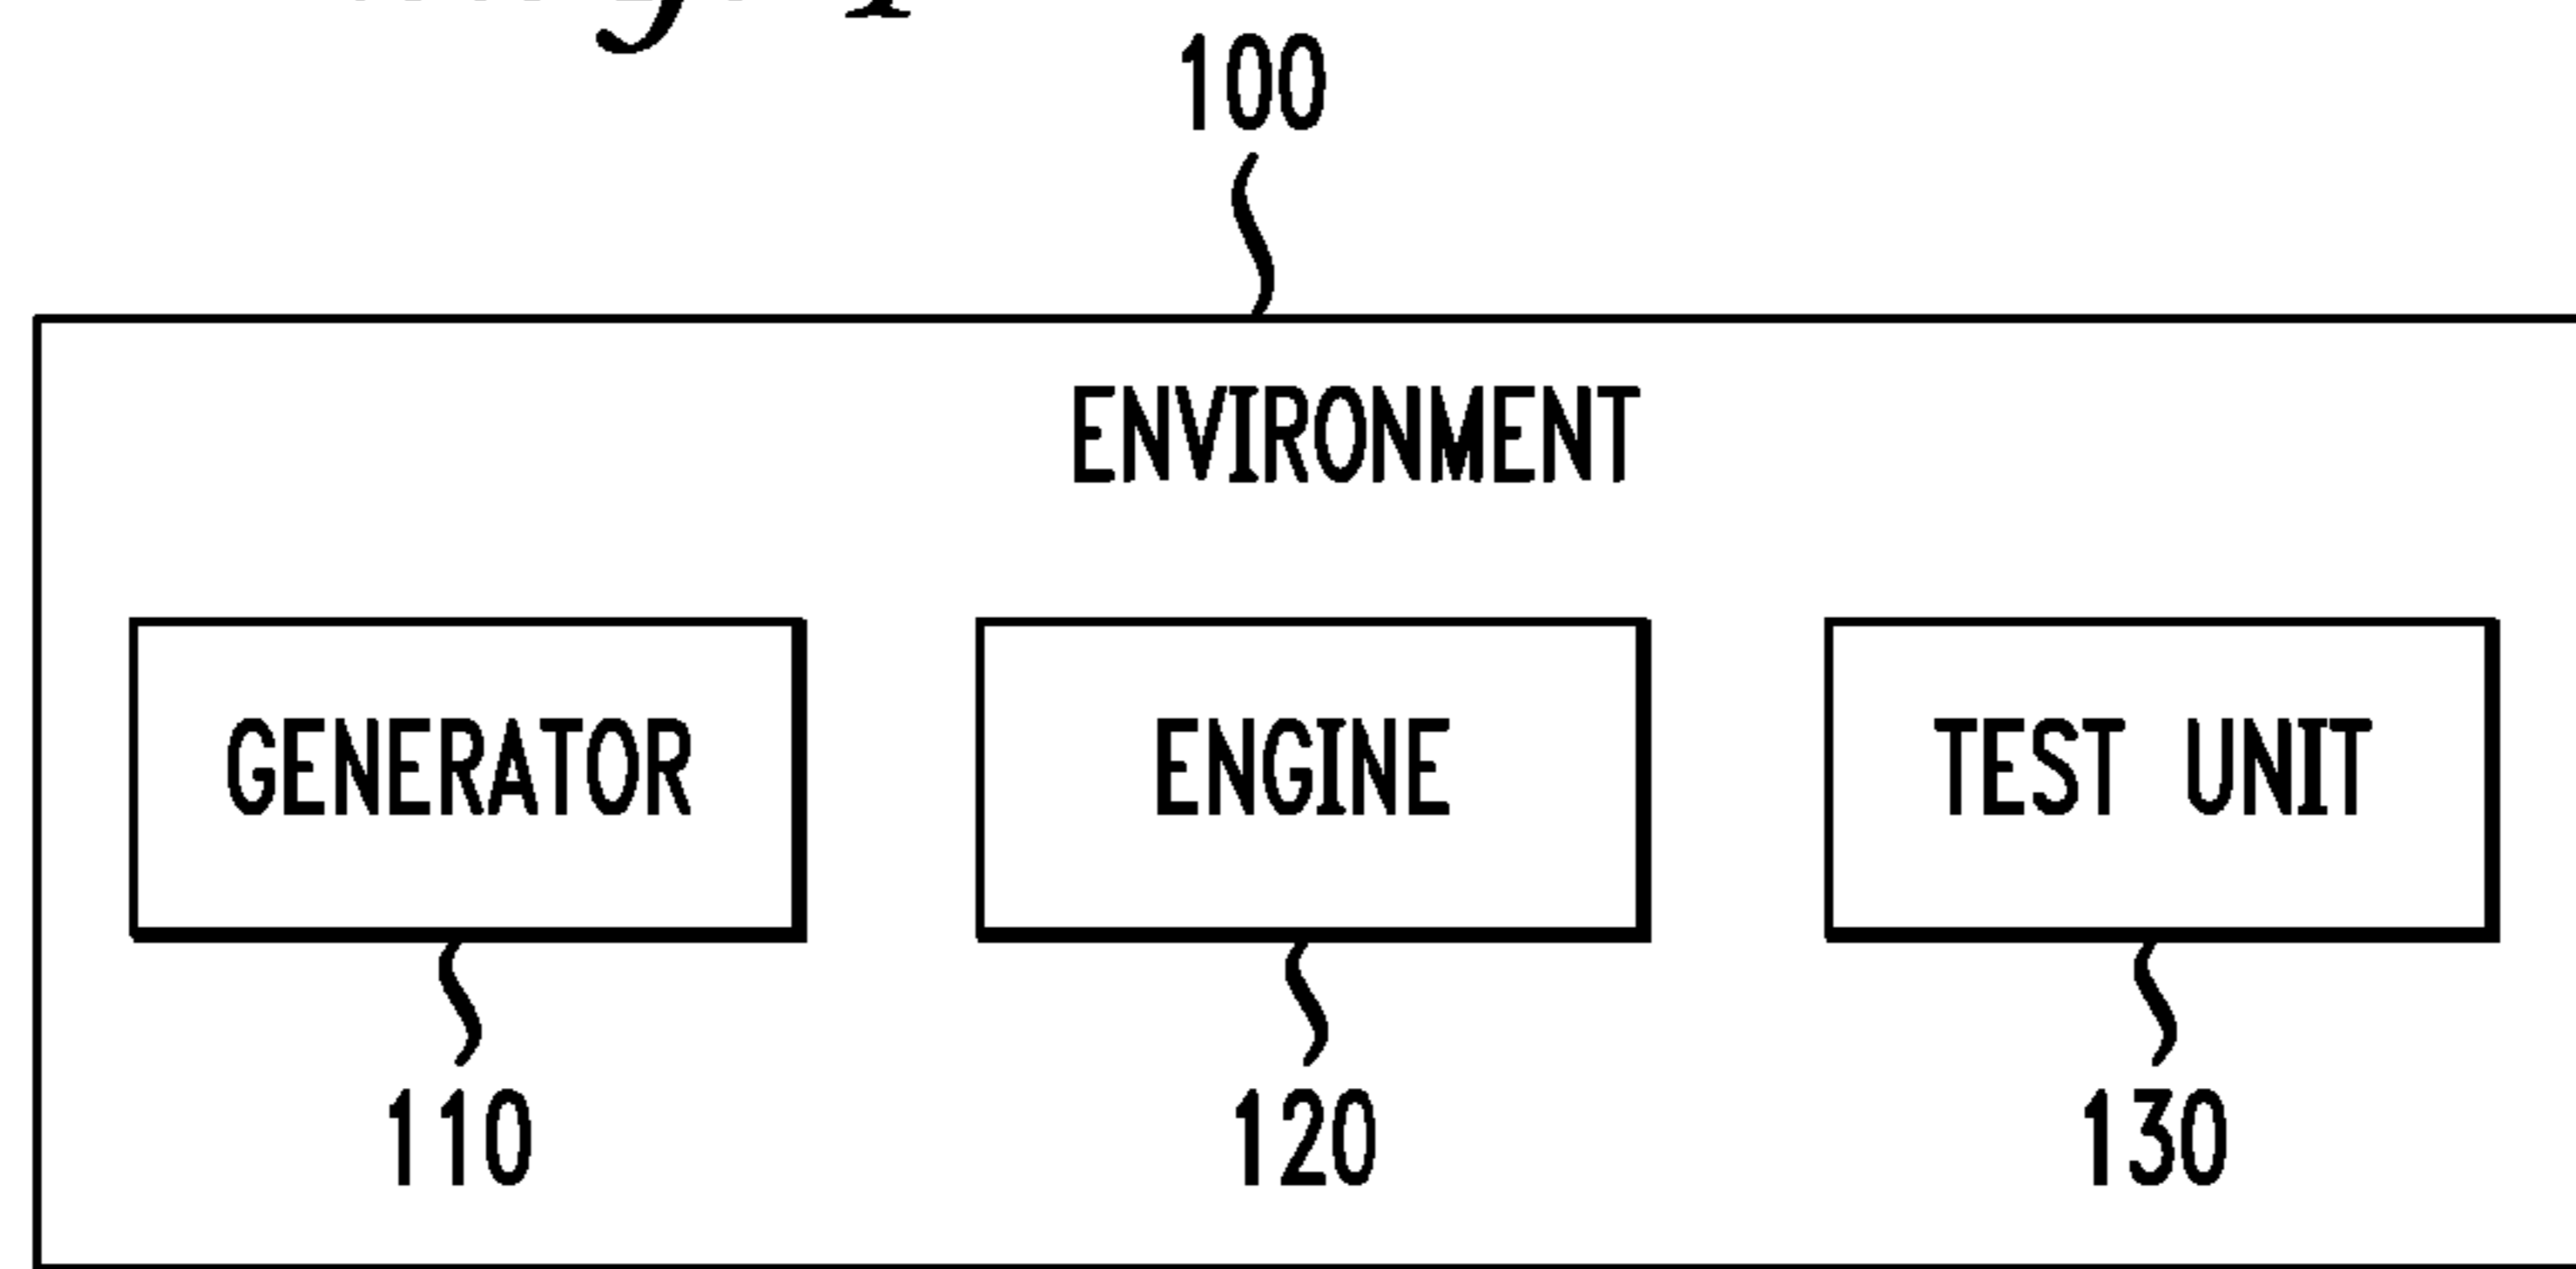 100
ENVIRONMENT
GENERATOR ENGINE TEST UNIT
110 120 130